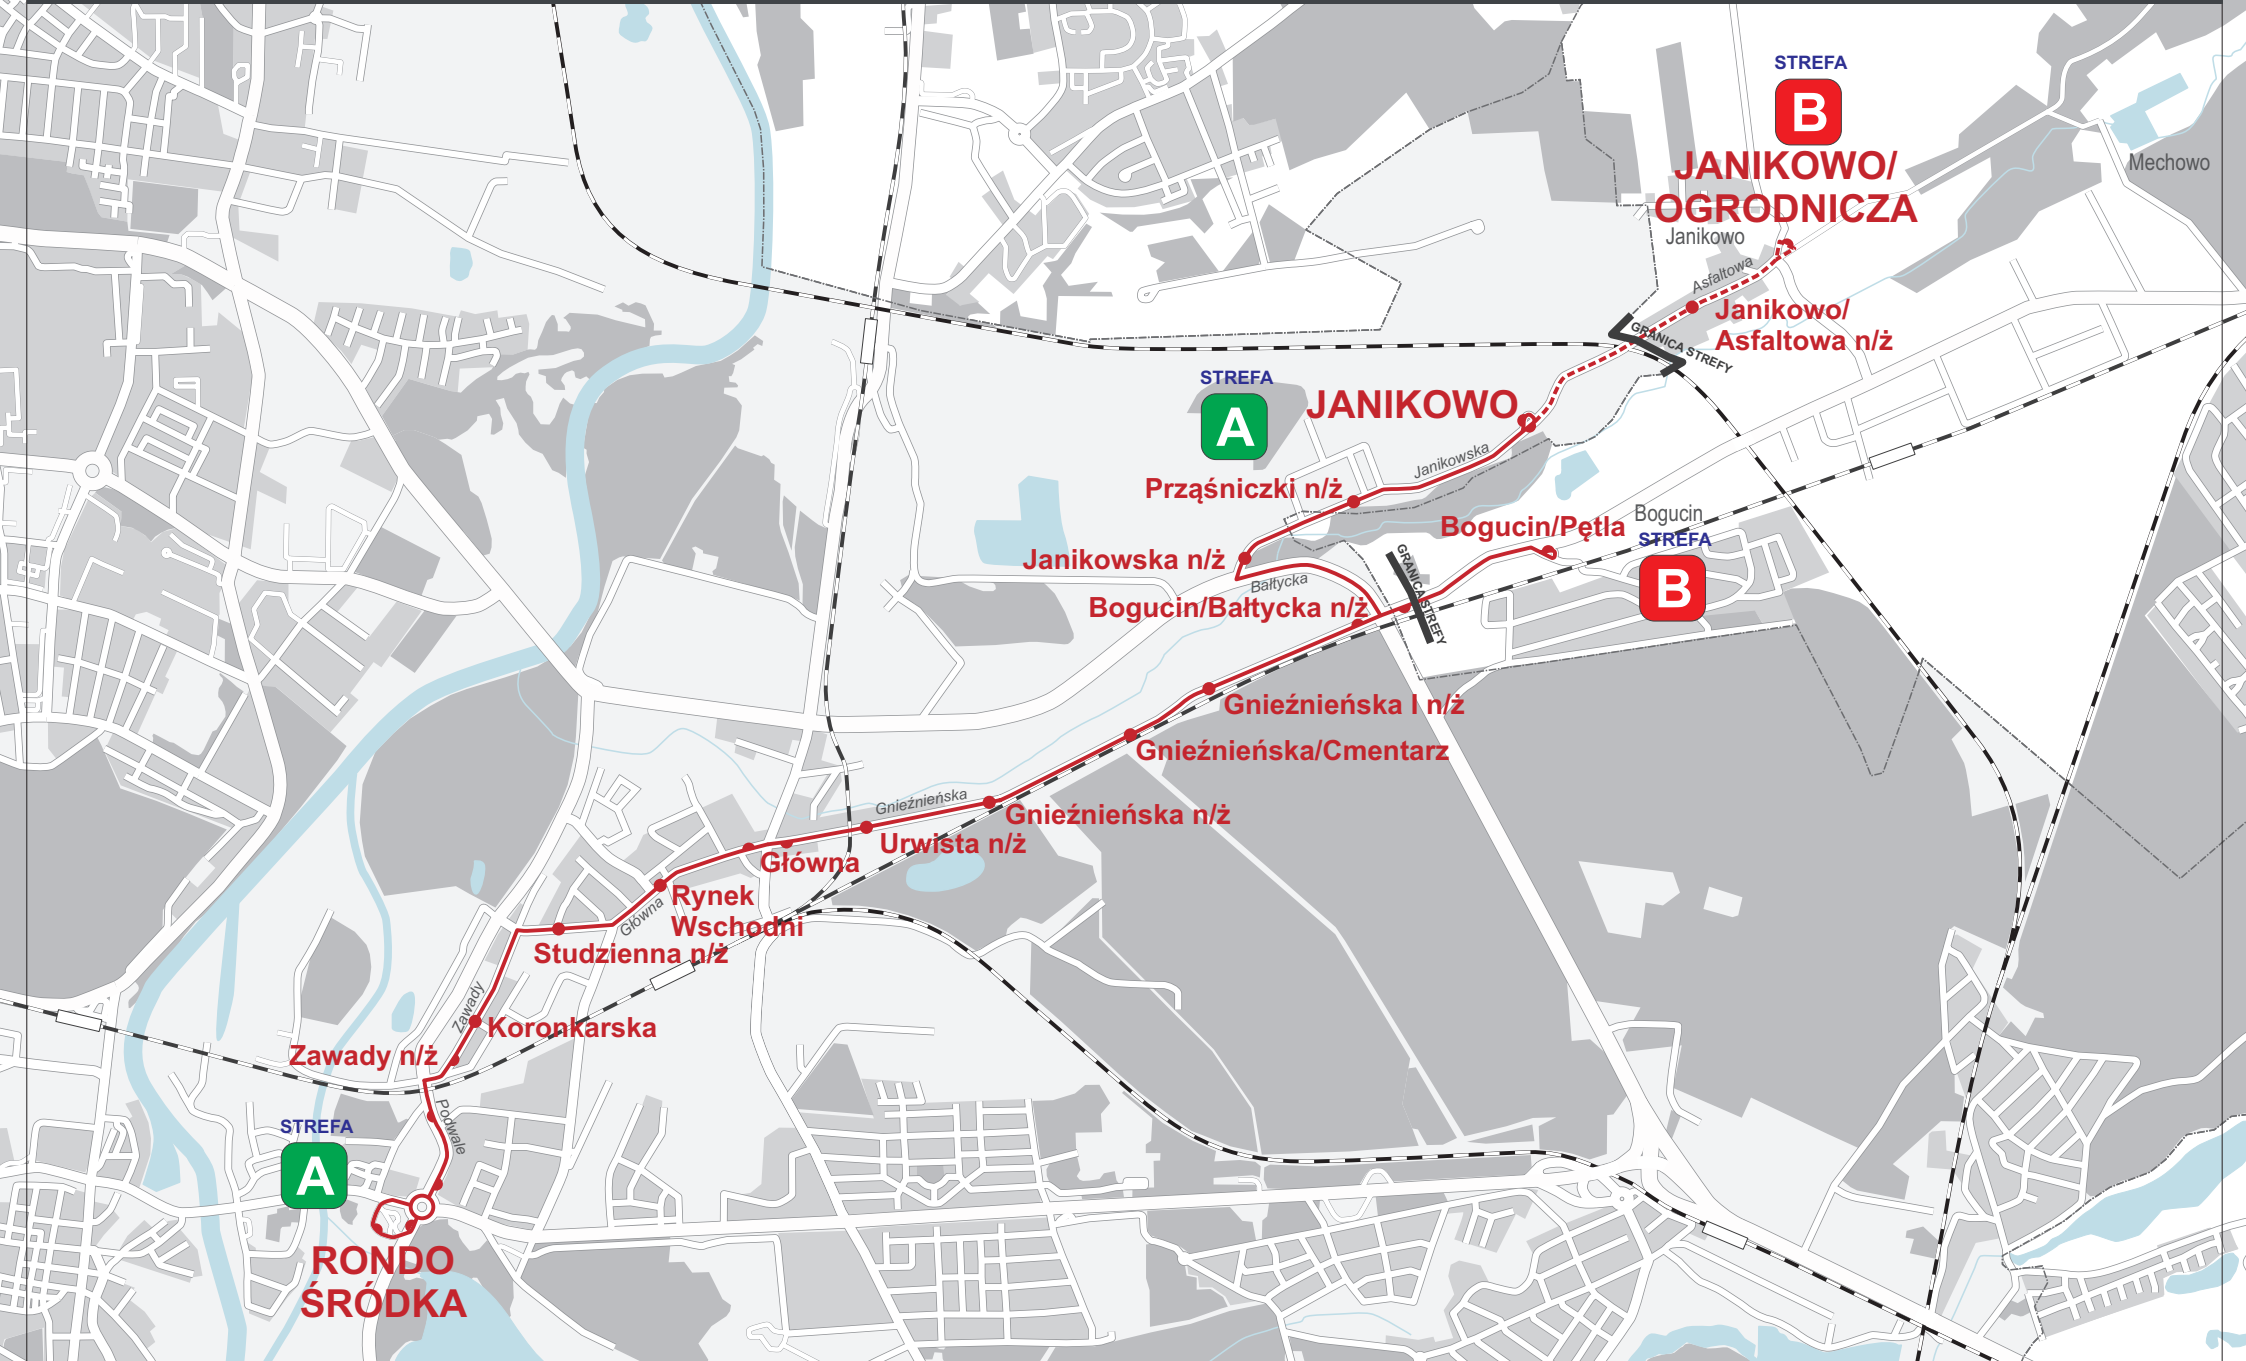 STREFA
B
JANIKOWO/
OGRODNICZA
Mechowo
Janikowo
Asfaltowa
Janikowo/
Asfaltowa n/ż
GRANICA STREFY
STREFA
A
JANIKOWO
Janikowska
Prząśniczki n/ż
Bogucin/Pętla
Bogucin
STREFA
B
GRANICA STREFY
Janikowska n/ż
Bałtycka
Bogucin/Bałtycka n/ż
Gnieźnieńska I n/ż
Gnieźnieńska/Cmentarz
Gnieźnieńska
Gnieźnieńska n/ż
Urwista n/ż
Główna
Rynek
Wschodni
Główna
Studzienna n/ż
Zawady
Koronkarska
Zawady n/ż
Podwale
STREFA
A
RONDO
ŚRÓDKA